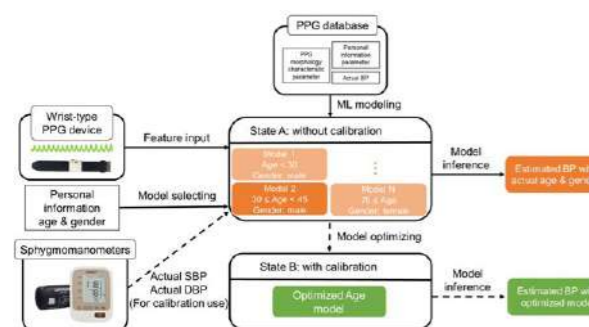 PPG database
PPG
morphology
characteristic
parameter
Personal
information
parameter
Actual BP
ML modeling
Wrist-type
PPG device
Feature input
State A: without calibration
Model 1
Age < 30
Gender: male
Model 2
30 ≤ Age < 45
Gender: male
Model N
75 ≤ Age
Gender: female
Model
inference
Estimated BP wi
actual age & gende
Personal
information
age & gender
Model selecting
Sphygmomanometers
Actual SBP
Actual DBP
(For calibration use)
Model optimizing
State B: with calibration
Optimized Age
model
Model
inference
Estimated BP wi
optimized model